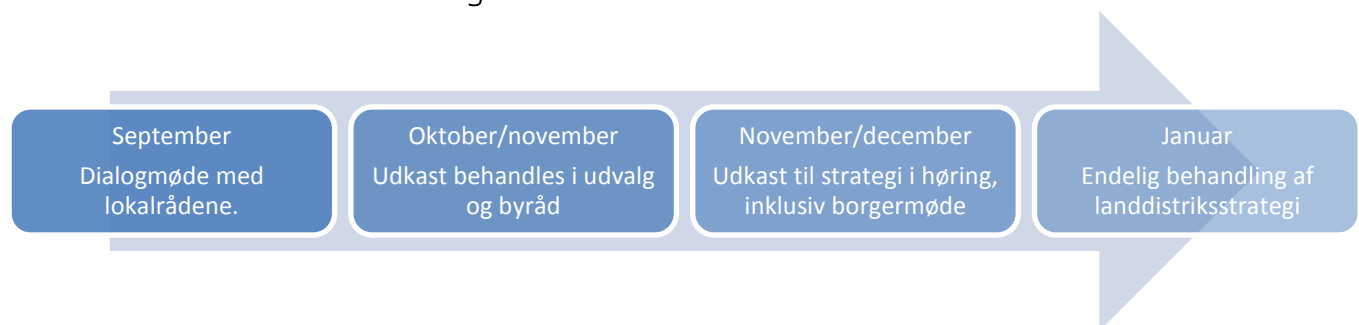 September
Dialogmøde med
lokalrådene.
Oktober/november
Udkast behandles i udvalg
og byråd
November/december
Udkast til strategi i høring,
inklusiv borgermøde
Januar
Endelig behandling af
landdistriksstrategi